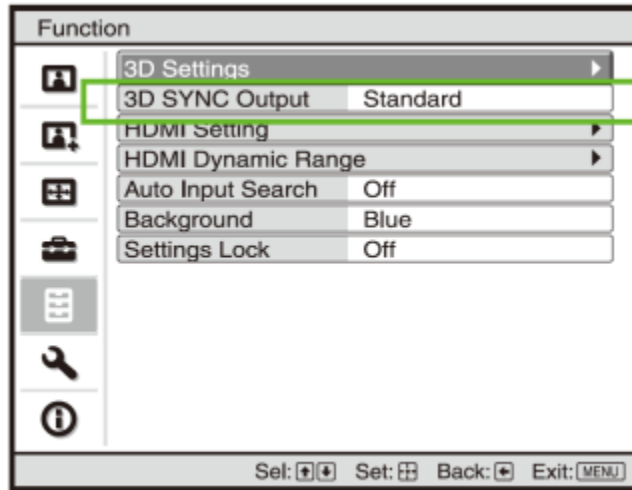 Function
3D Settings
3D SYNC Output Standard
HDMI Setting
HDMI Dynamic Range
Auto Input Search Off
Background Blue
Settings Lock Off
Sel: Set: Back: Exit: MENU